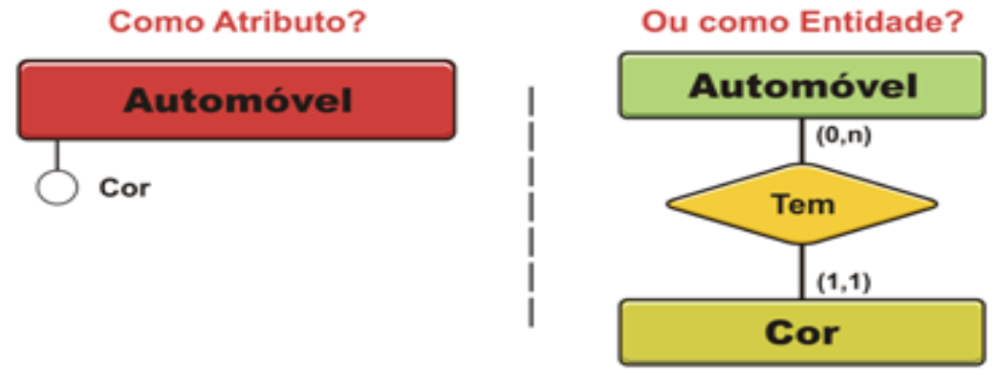 Como Atributo?
Automóvel
Cor
Ou como Entidade?
Automóvel
(0,n)
Tem
(1,1)
Cor